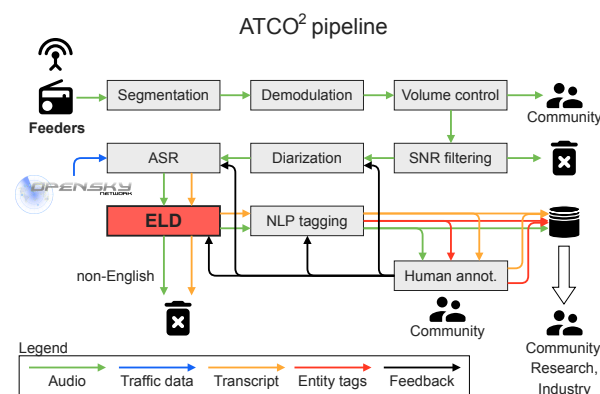 ATCO² pipeline
Segmentation
Demodulation
Volume control
Feeders
Community
ASR
Diarization
SNR filtering
OPENSKY
NETWORK
ELD
NLP tagging
non-English
Human annot.
Community
Community
Research,
Industry
Legend
Audio
Traffic data
Transcript
Entity tags
Feedback